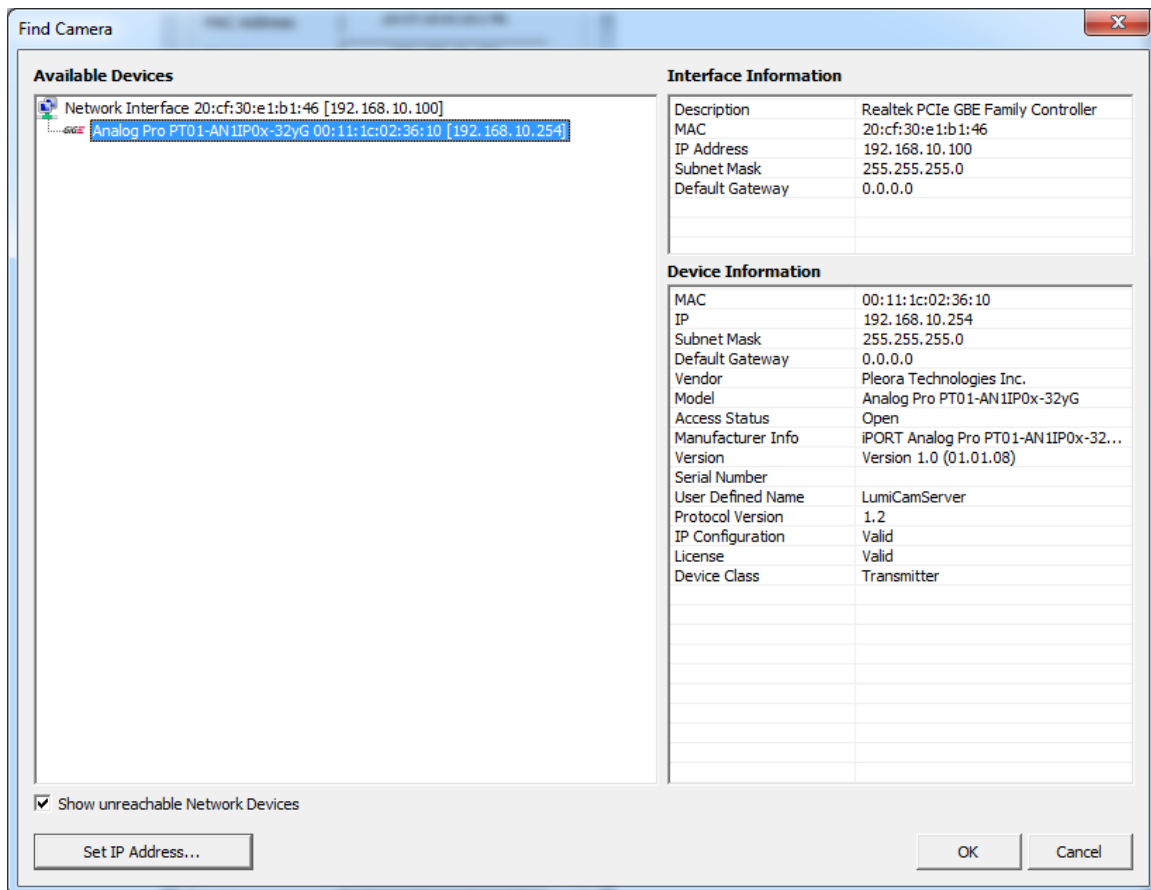 Find Camera
Available Devices
Network Interface 20:cf:30:e1:b1:46 [192.168.10.100]
GIGE Analog Pro PT01-AN1IP0x-32yG 00:11:1c:02:36:10 [192.168.10.254]
Show unreachable Network Devices
Set IP Address...
Interface Information
Description Realtek PCIe GBE Family Controller
MAC 20:cf:30:e1:b1:46
IP Address 192.168.10.100
Subnet Mask 255.255.255.0
Default Gateway 0.0.0.0
Device Information
MAC 00:11:1c:02:36:10
IP 192.168.10.254
Subnet Mask 255.255.255.0
Default Gateway 0.0.0.0
Vendor Pleora Technologies Inc.
Model Analog Pro PT01-AN1IP0x-32yG
Access Status Open
Manufacturer Info iPORT Analog Pro PT01-AN1IP0x-32...
Version Version 1.0 (01.01.08)
Serial Number
User Defined Name LumiCamServer
Protocol Version 1.2
IP Configuration Valid
License Valid
Device Class Transmitter
OK Cancel